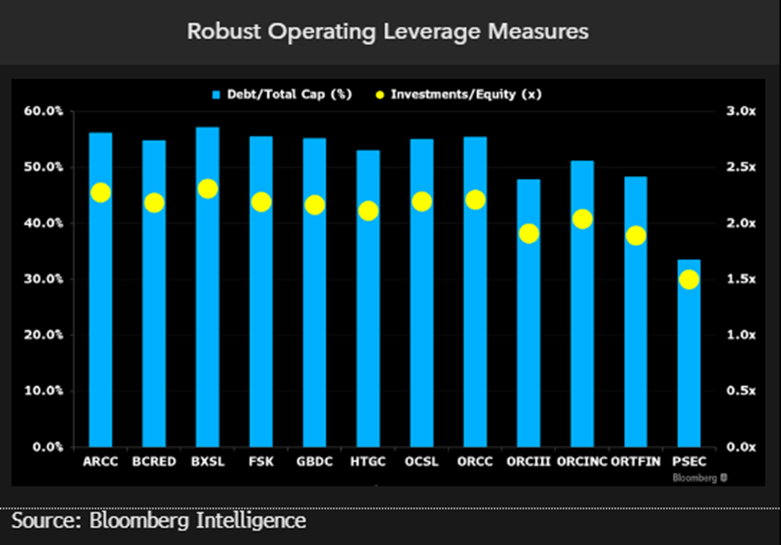 Robust Operating Leverage Measures
Debt/Total Cap (%) Investments/Equity (x)
60.0% 3.0x
50.0% 2.5x
40.0% 2.0x
30.0% 1.5x
20.0% 1.0x
10.0% 0.5x
0.0% 0.0x
ARCC BCRED BXSL FSK GBDC HTGC OCSL ORCC ORCIII ORCINC ORTFIN PSEC
Bloomberg
Source: Bloomberg Intelligence